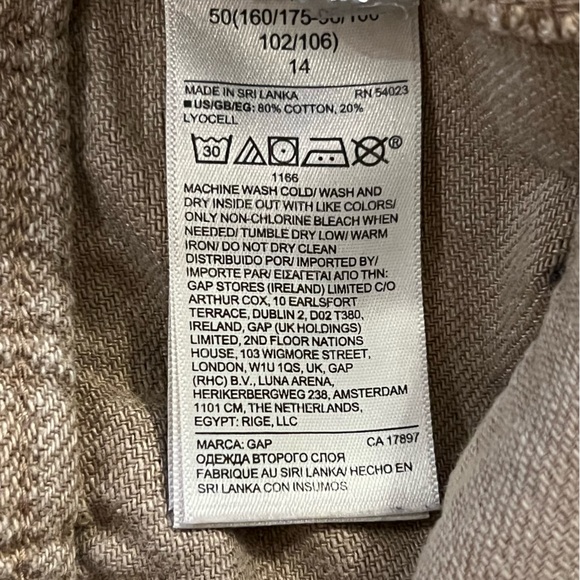 50(160/175-
102/106)
14
MADE IN SRI LANKA RN 54023
■ US/GB/EG: 80% COTTON, 20%
LYOCELL
30
®
1166
MACHINE WASH COLD/ WASH AND
DRY INSIDE OUT WITH LIKE COLORS/
ONLY NON-CHLORINE BLEACH WHEN
NEEDED/ TUMBLE DRY LOW/ WARM
IRON/ DO NOT DRY CLEAN
DISTRIBUIDO POR/ IMPORTED BY/
IMPORTE PAR/ ΕΙΣΑΓΕΤΑΙ ΑΠΟ ΤΗΝ:
GAP STORES (IRELAND) LIMITED C/O
ARTHUR COX, 10 EARLSFORT
TERRACE, DUBLIN 2, D02 T380,
IRELAND, GAP (UK HOLDINGS)
LIMITED, 2ND FLOOR NATIONS
HOUSE, 103 WIGMORE STREET,
LONDON, W1U 1QS, UK, GAP
(RHC) B.V., LUNA ARENA,
HERIKERBERGWEG 238, AMSTERDAM
1101 CM, THE NETHERLANDS,
EGYPT: RIGE, LLC
MARCA: GAP CA 17897
ОДЕЖДА ВТОРОГО СЛОЯ
FABRIQUE AU SIRI LANKA/ HECHO EN
SRI LANKA CON INSUMOS